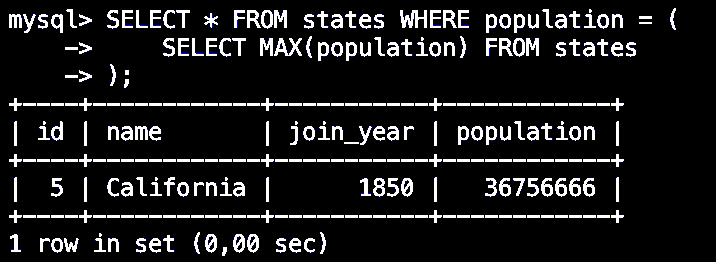 mysql> SELECT * FROM states WHERE population = (
    ->     SELECT MAX(population) FROM states
    -> );
+----+------------+-----------+------------+
| id | name       | join_year | population |
+----+------------+-----------+------------+
|  5 | California |      1850 |   36756666 |
+----+------------+-----------+------------+
1 row in set (0,00 sec)